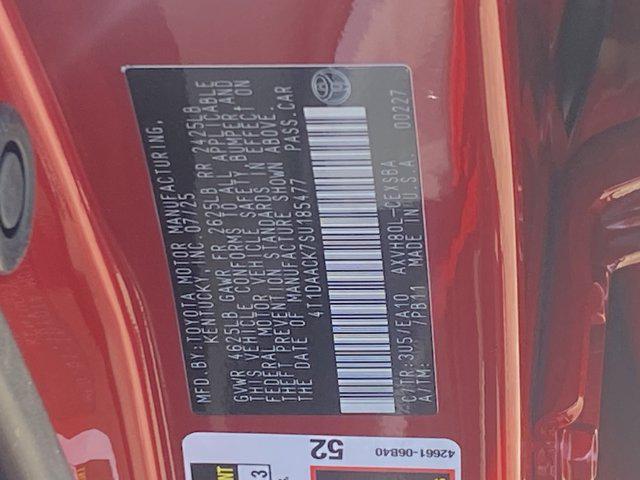 MFD.BY:TOYOTA MOTOR MANUFACTURING,
KENTUCKY, INC. 07/25
GVWR 4625LB GAWR FR 2625LB RR 2425LB
THIS VEHICLE CONFORMS TO ALL APPLICABLE
FEDERAL MOTOR VEHICLE SAFETY, BUMPER, AND
THEFT PREVENTION STANDARDS IN EFFECT ON
THE DATE OF MANUFACTURE SHOWN ABOVE.
4T1DAACK7SU185477 PASS.CAR
C/TR:3U5/EA10 AXVH80L-CEXSBA
A/TM: /PB11 MADE IN U.S.A. 00227
52
42661-06B40
3